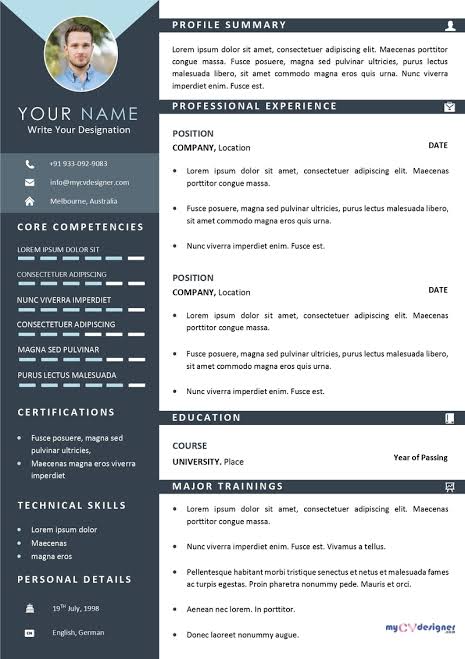 YOUR NAME
Write Your Designation
+91 933-092-9083
info@mycvdesigner.com
Melbourne, Australia
CORE COMPETENCIES
LOREM IPSUM DOLOR SIT
CONSECTETUER ADIPISCING
NUNC VIVERRA IMPERDIET
CONSECTETUER ADIPISCING
MAGNA SED PULVINAR
PURUS LECTUS MALESUADA
CERTIFICATIONS
• Fusce posuere, magna sed
pulvinar ultricies,
• Maecenas magna eros viverra
imperdiet
TECHNICAL SKILLS
• Lorem ipsum dolor
• Maecenas
• magna eros
PERSONAL DETAILS
19TH July, 1998
English, German
PROFILE SUMMARY
Lorem ipsum dolor sit amet, consectetuer adipiscing elit. Maecenas porttitor congue
massa. Fusce posuere, magna sed pulvinar ultricies, purus lectus malesuada
libero, sit amet commodo magna eros quis urna. Nunc viverra imperdiet
enim. Fusce est.
PROFESSIONAL EXPERIENCE
POSITION
COMPANY, Location DATE
• Lorem ipsum dolor sit amet, consectetuer adipiscing elit. Maecenas
porttitor congue massa.
• Fusce posuere, magna sed pulvinar ultricies, purus lectus malesuada libero,
sit amet commodo magna eros quis urna.
• Nunc viverra imperdiet enim. Fusce est.
POSITION
COMPANY, Location DATE
• Lorem ipsum dolor sit amet, consectetuer adipiscing elit. Maecenas
porttitor congue massa.
• Fusce posuere, magna sed pulvinar ultricies, purus lectus malesuada libero,
sit amet commodo magna eros quis urna.
• Nunc viverra imperdiet enim. Fusce est.
EDUCATION
COURSE
UNIVERSITY. Place Year of Passing
MAJOR TRAININGS
• Lorem ipsum dolor sit amet, consectetuer adipiscing elit. Maecenas
porttitor congue massa.
• Nunc viverra imperdiet enim. Fusce est. Vivamus a tellus.
• Pellentesque habitant morbi tristique senectus et netus et malesuada fames
ac turpis egestas. Proin pharetra nonummy pede. Mauris et orci.
• Aenean nec lorem. In porttitor.
• Donec laoreet nonummy augue.
myCVdesigner